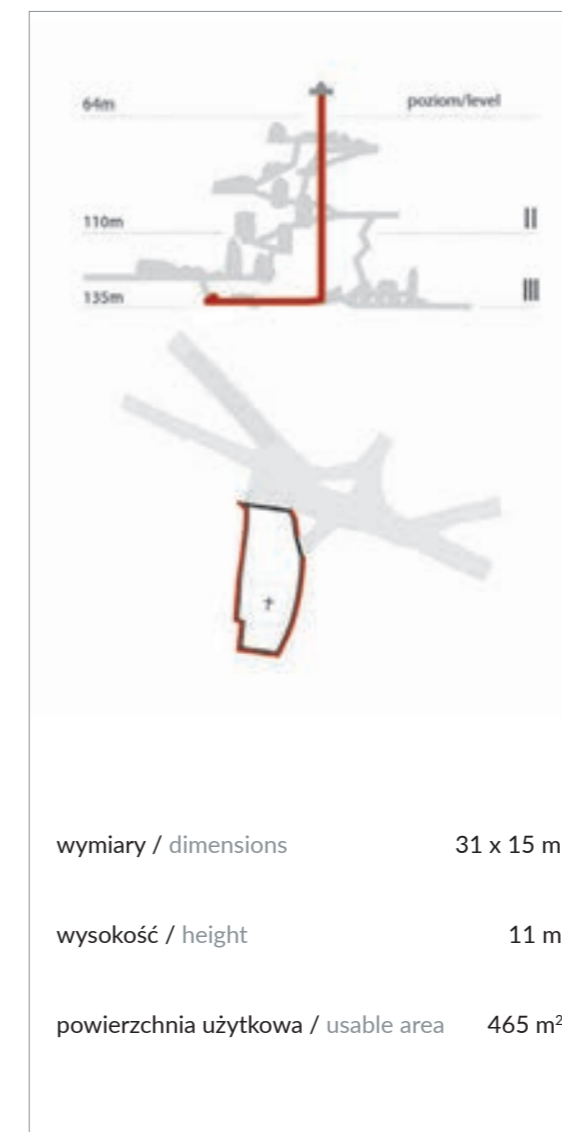 64m poziom/level
110m II
135m III
wymiary / dimensions 31 x 15 m
wysokość / height 11 m
powierzchnia użytkowa / usable area 465 m²